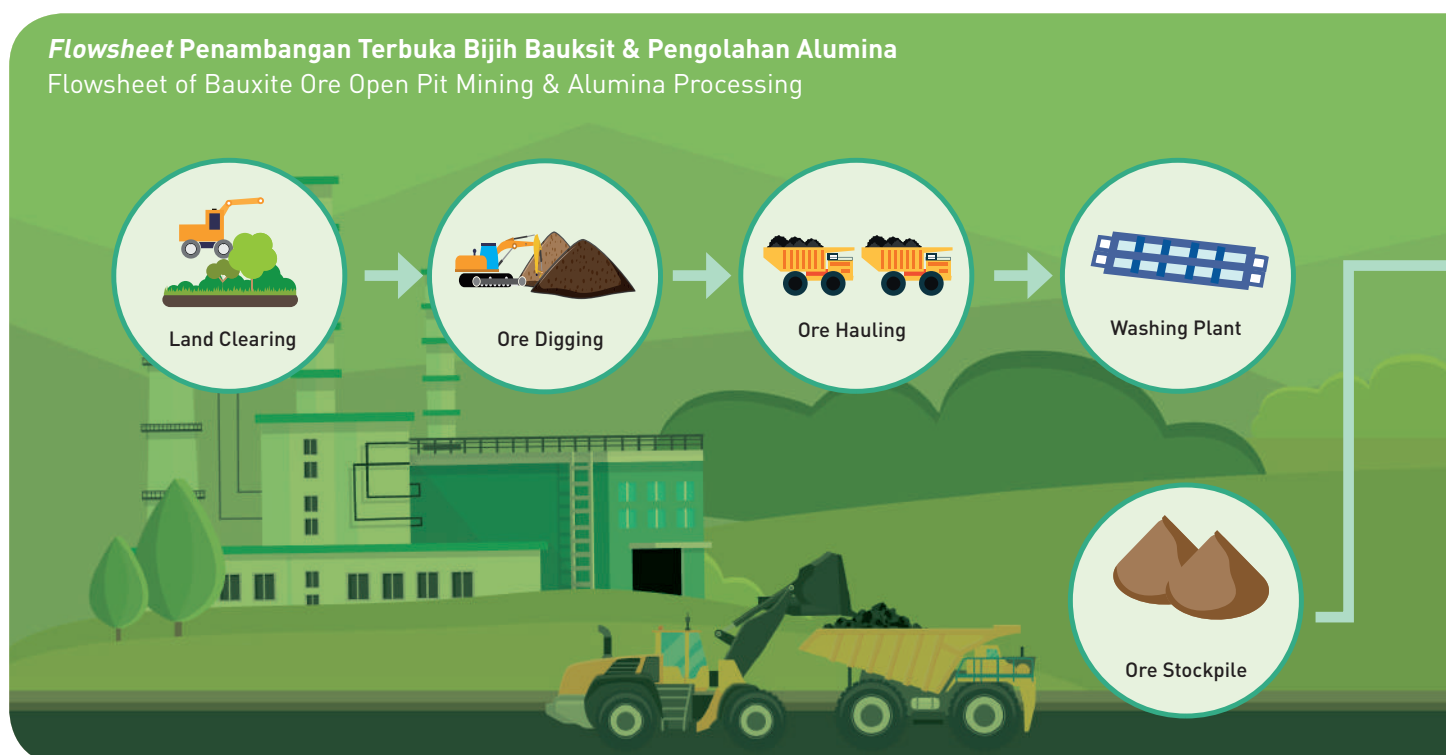 Flowsheet Penambangan Terbuka Bijih Bauksit & Pengolahan Alumina
Flowsheet of Bauxite Ore Open Pit Mining & Alumina Processing
Land Clearing
Ore Digging
Ore Hauling
Washing Plant
Ore Stockpile